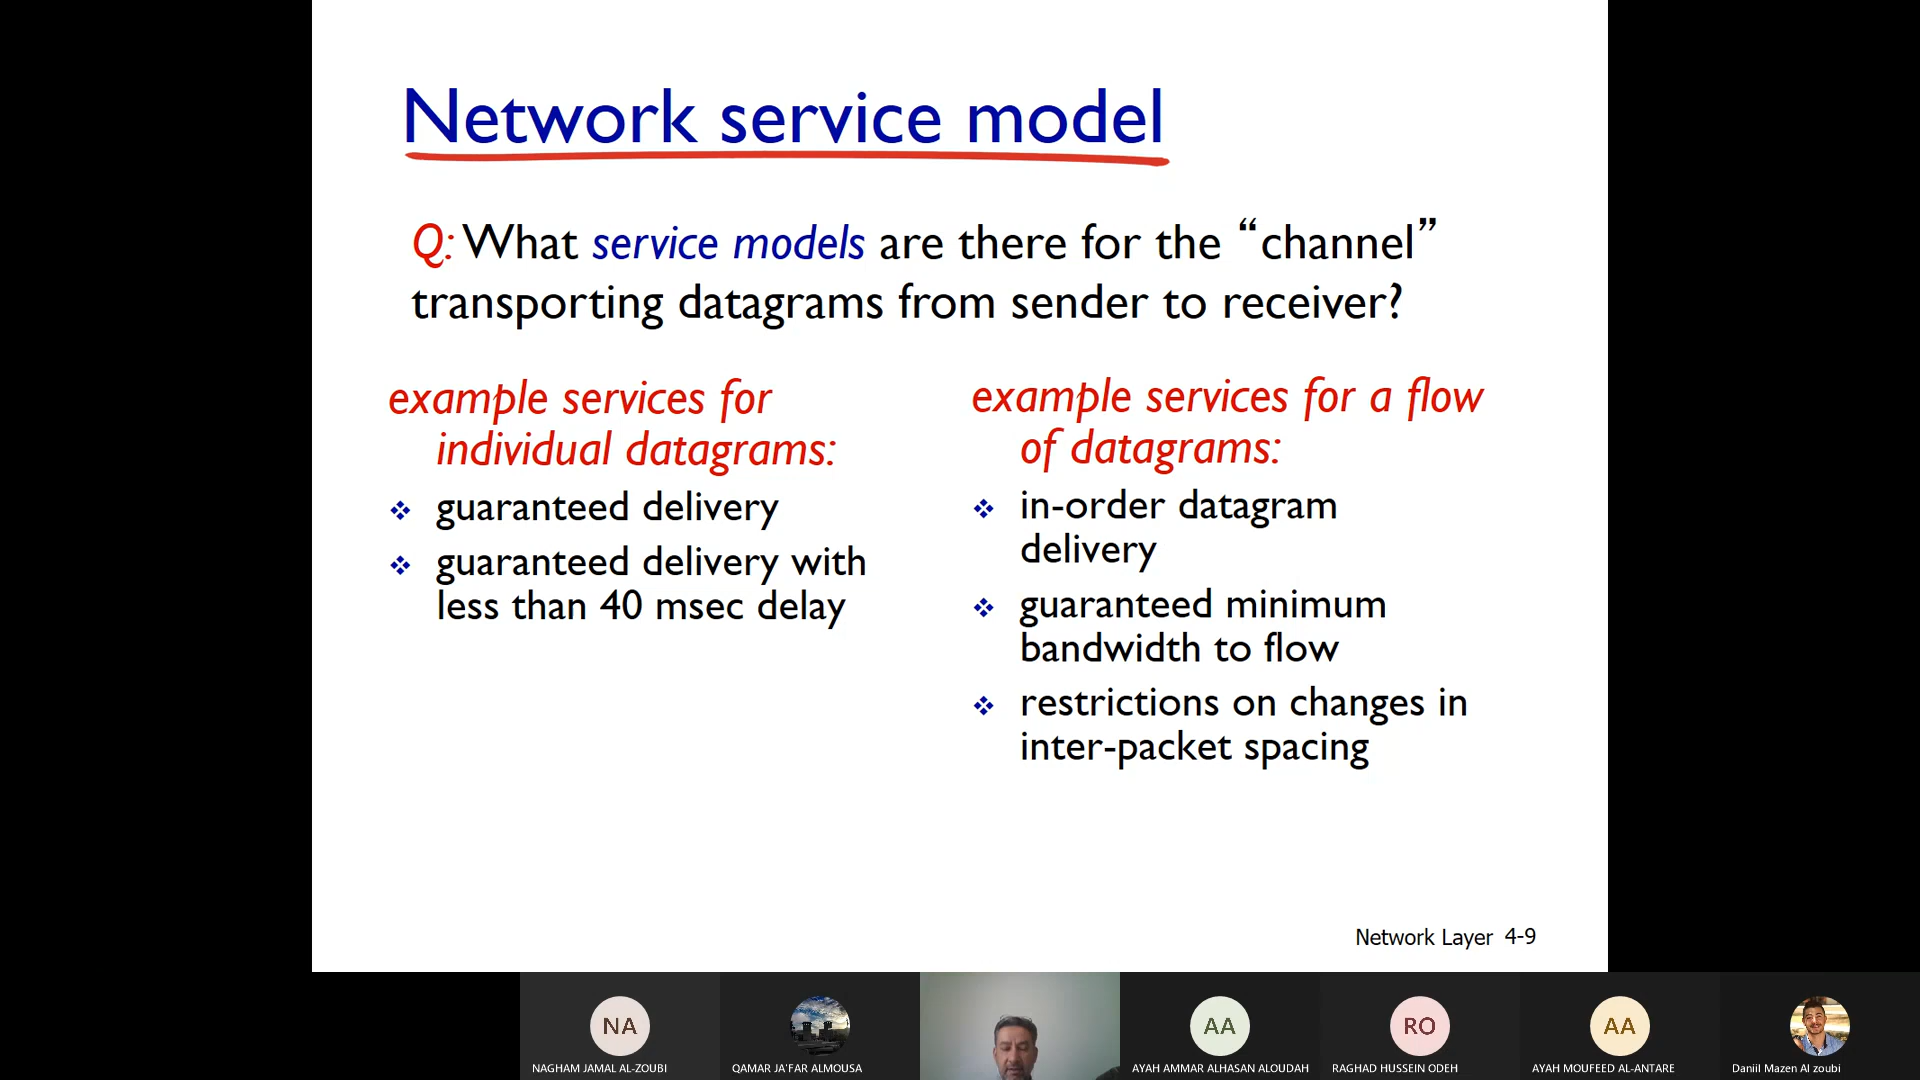 Network service model
Q: What service models are there for the “channel”
transporting datagrams from sender to receiver?
example services for
individual datagrams:
❖ guaranteed delivery
❖ guaranteed delivery with
less than 40 msec delay
example services for a flow
of datagrams:
❖ in-order datagram
delivery
❖ guaranteed minimum
bandwidth to flow
❖ restrictions on changes in
inter-packet spacing
Network Layer 4-9
NA
NAGHAM JAMAL AL-ZOUBI
QAMAR JA'FAR ALMOUSA
AA
AYAH AMMAR ALHASAN ALOUDAH
RO
RAGHAD HUSSEIN ODEH
AA
AYAH MOUFEED AL-ANTARE
Daniil Mazen Al zoubi